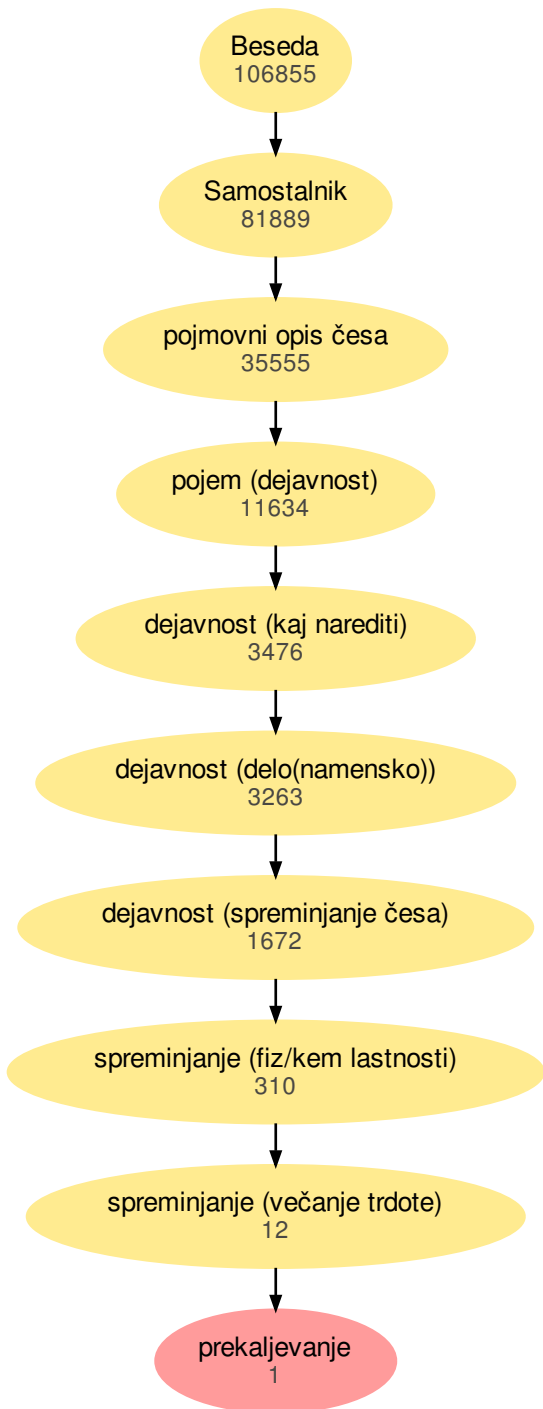 Beseda
106855
Samostalnik
81889
pojmovni opis česa
35555
pojem (dejavnost)
11634
dejavnost (kaj narediti)
3476
dejavnost (delo(namensko))
3263
dejavnost (spreminjanje česa)
1672
spreminjanje (fiz/kem lastnosti)
310
spreminjanje (večanje trdote)
12
prekaljevanje
1